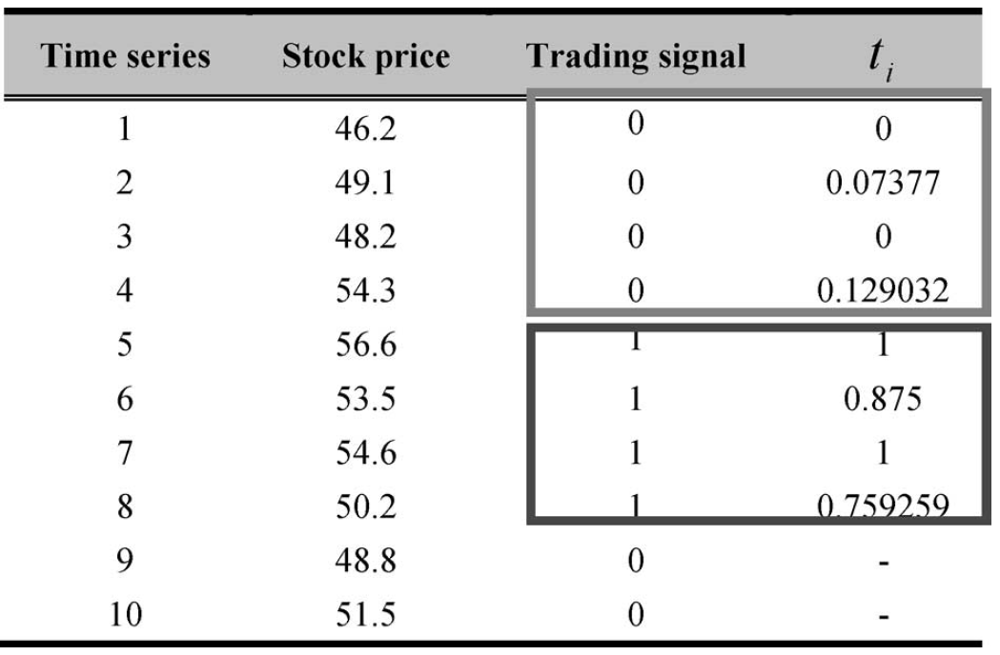 Time series Stock price Trading signal t_i
1 46.2 0 0
2 49.1 0 0.07377
3 48.2 0 0
4 54.3 0 0.129032
5 56.6 1 1
6 53.5 1 0.875
7 54.6 1 1
8 50.2 1 0.759259
9 48.8 0 -
10 51.5 0 -